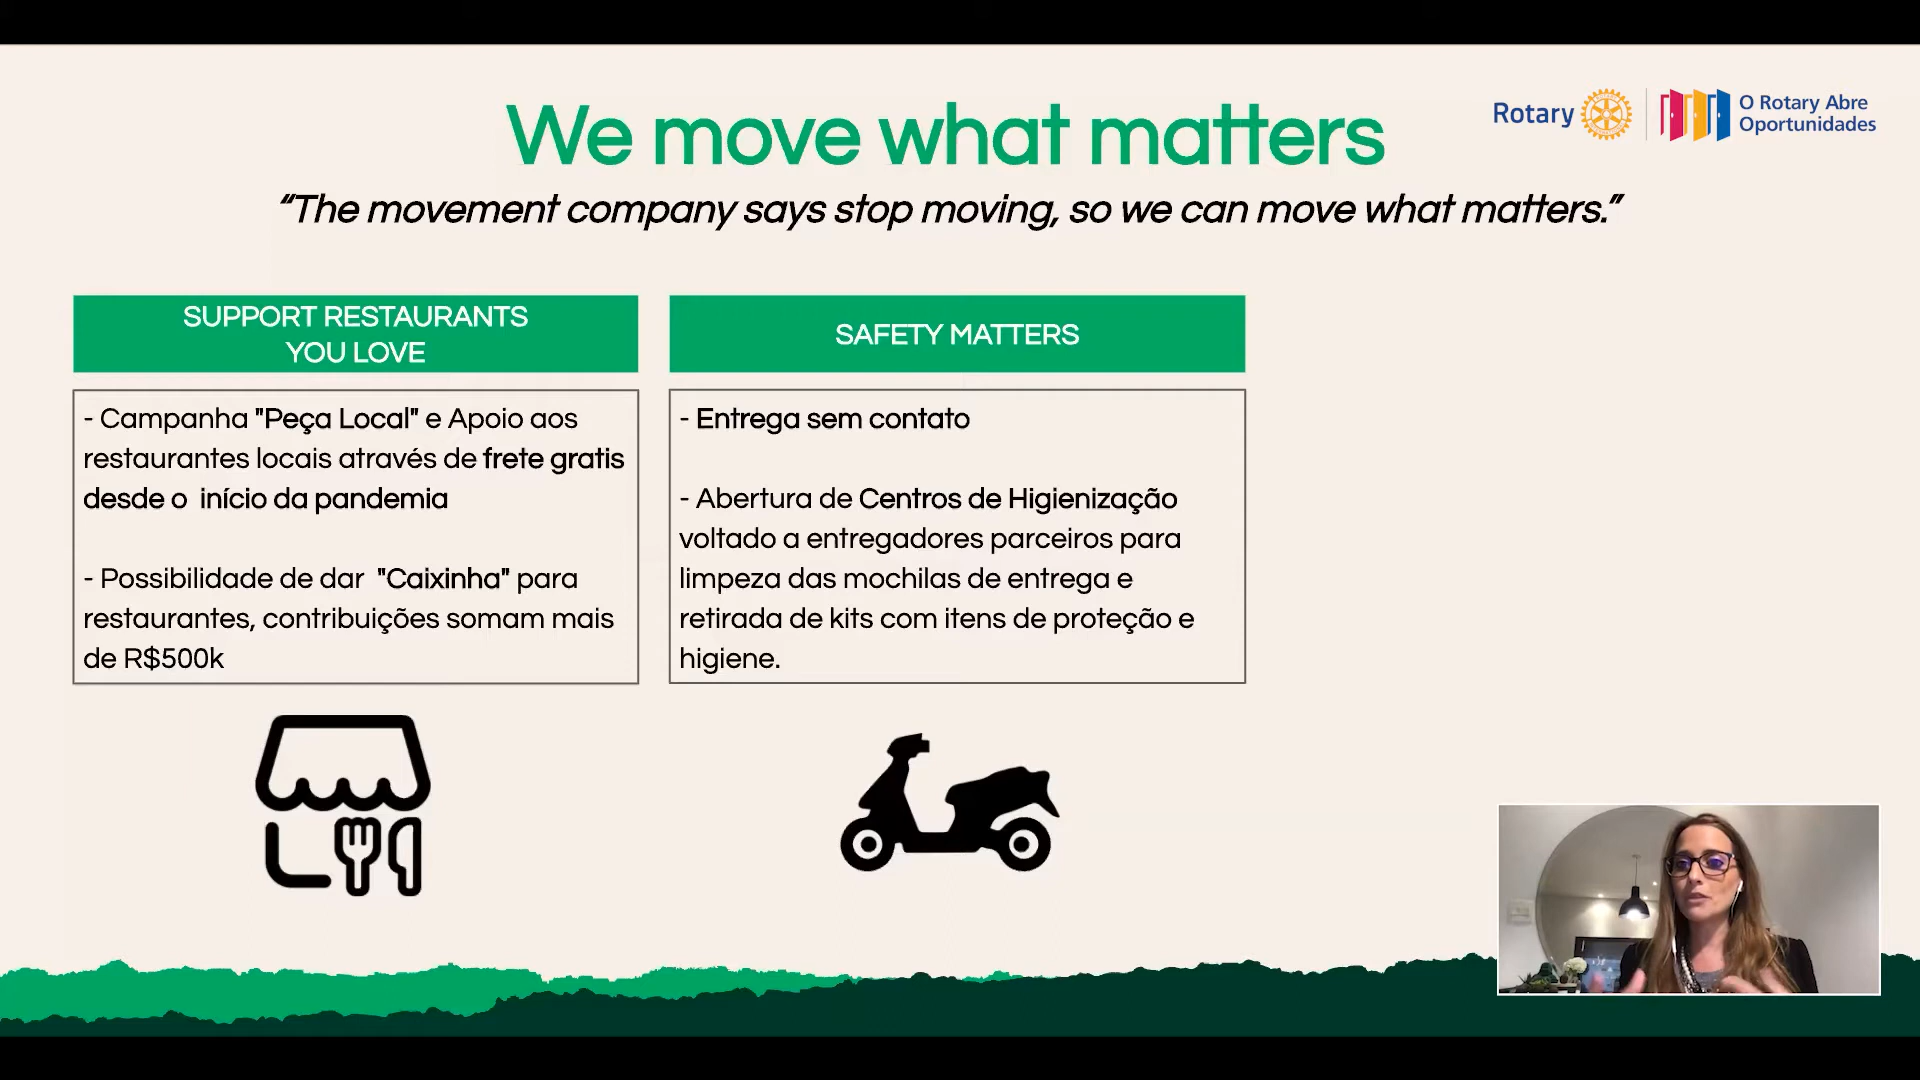 We move what matters
Rotary
O Rotary Abre
Oportunidades
“The movement company says stop moving, so we can move what matters.”
SUPPORT RESTAURANTS
YOU LOVE
- Campanha "Peça Local" e Apoio aos
restaurantes locais através de frete gratis
desde o  início da pandemia
- Possibilidade de dar  "Caixinha" para
restaurantes, contribuições somam mais
de R$500k
SAFETY MATTERS
- Entrega sem contato
- Abertura de Centros de Higienização
voltado a entregadores parceiros para
limpeza das mochilas de entrega e
retirada de kits com itens de proteção e
higiene.